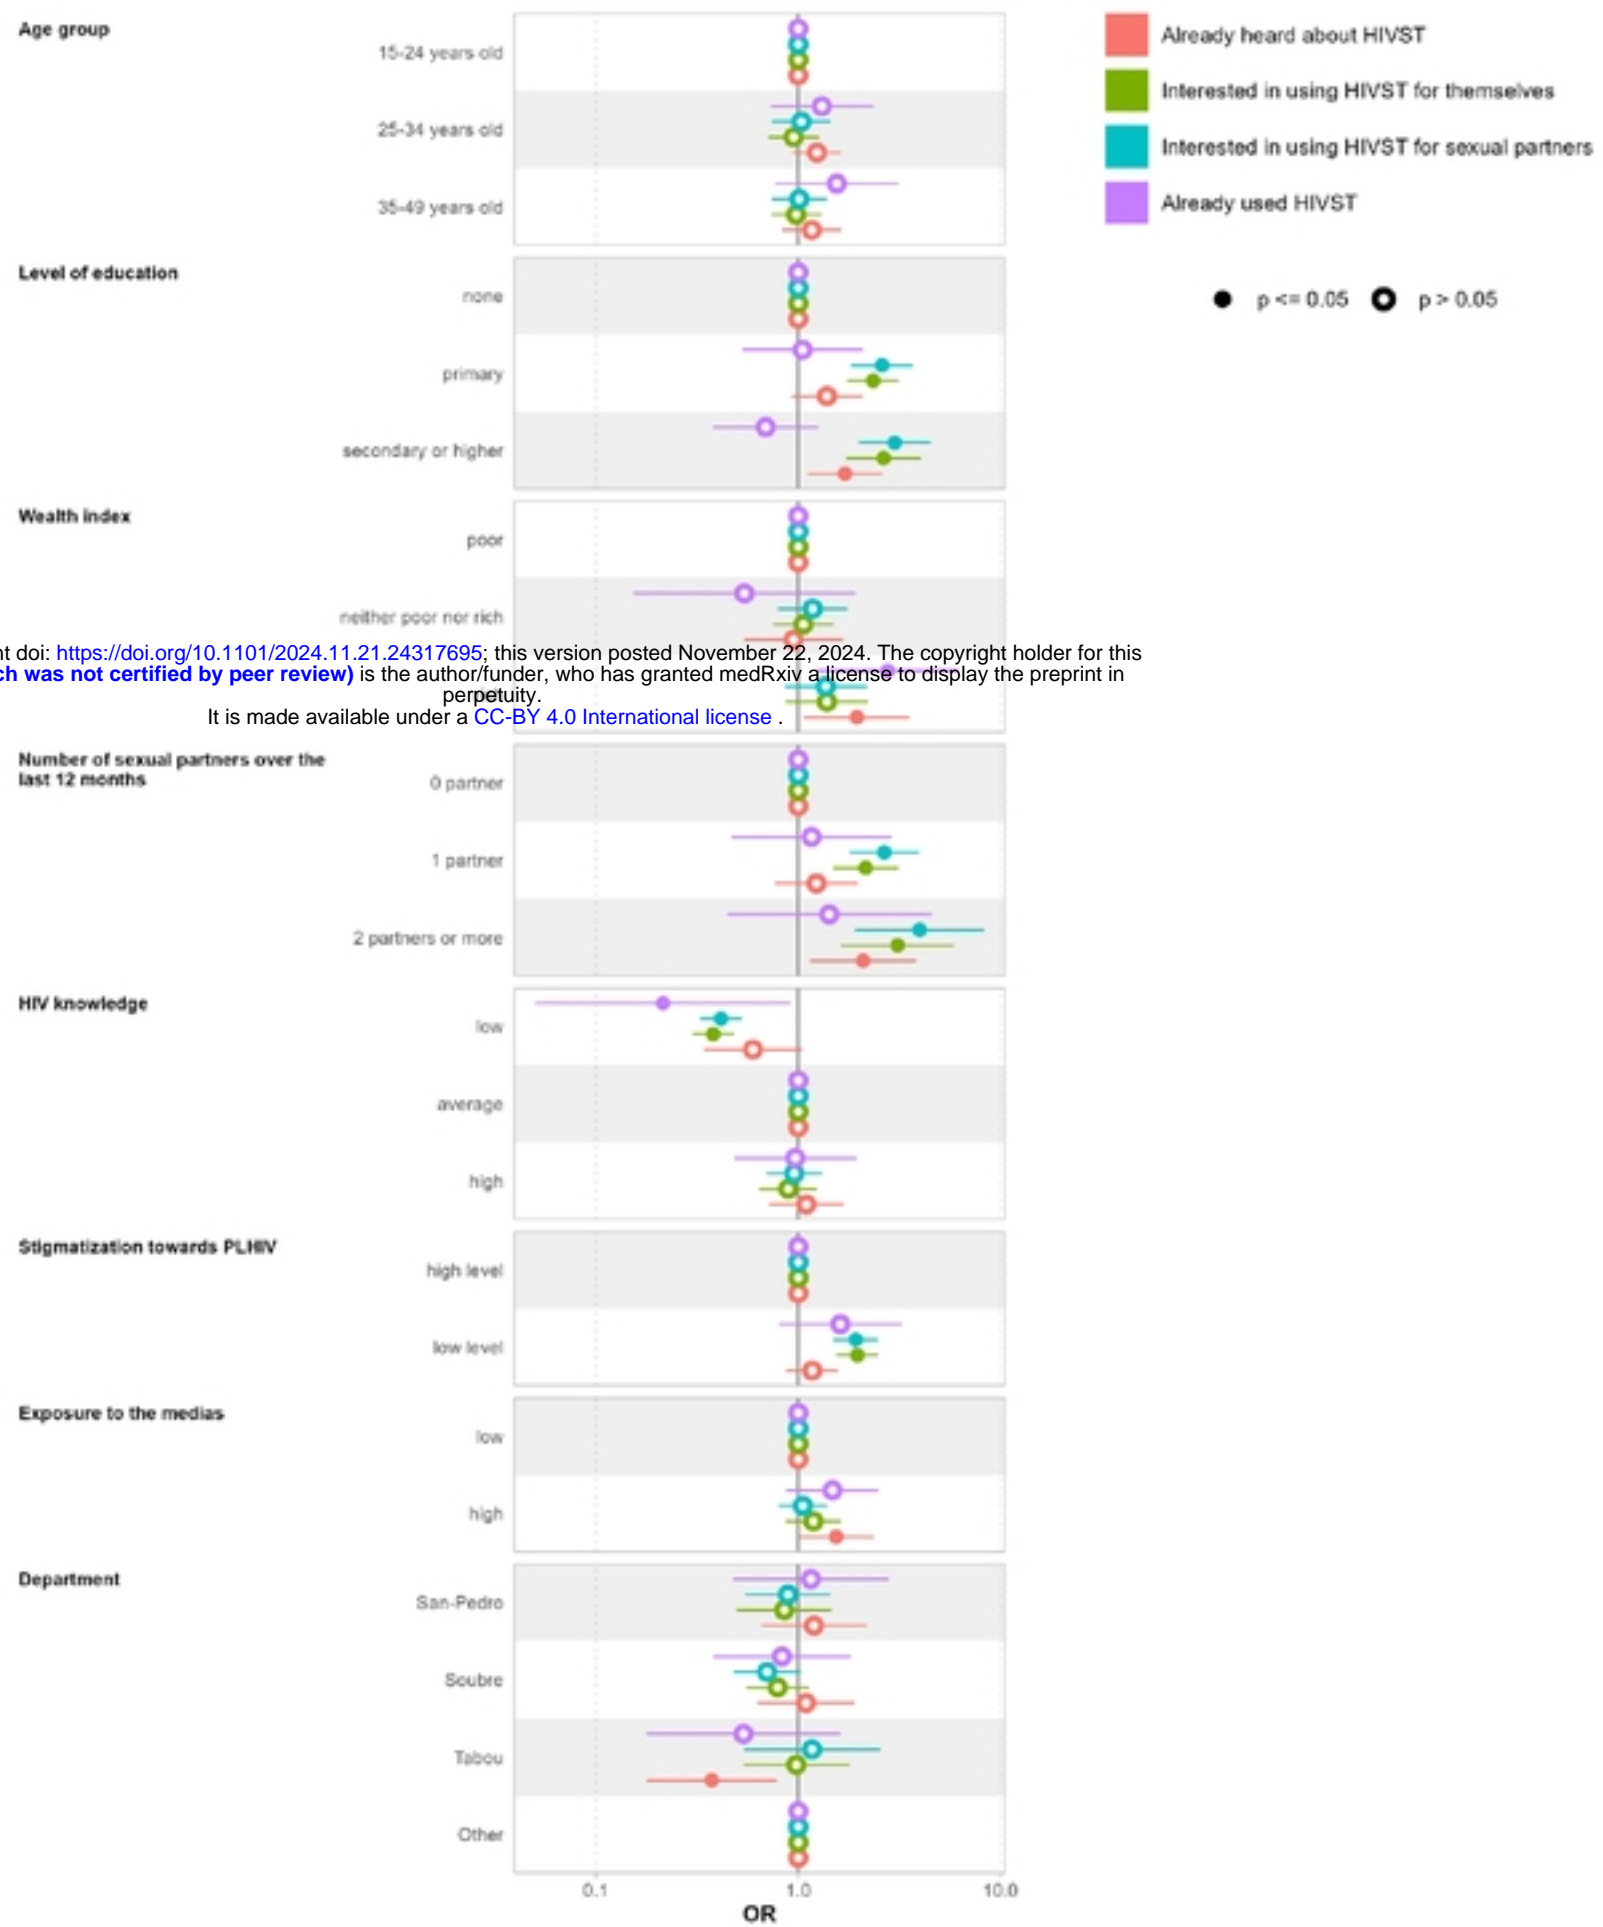 Age group
15-24 years old
25-34 years old
35-49 years old
Already heard about HIVST
Interested in using HIVST for themselves
Interested in using HIVST for sexual partners
Already used HIVST
p <= 0.05 p > 0.05
Level of education
none
primary
secondary or higher
Wealth index
poor
neither poor nor rich
doi: https://doi.org/10.1101/2024.11.21.24317695; this version posted November 22, 2024. The copyright holder for this
was not certified by peer review) is the author/funder, who has granted medRxiv a license to display the preprint in
perpetuity.
It is made available under a CC-BY 4.0 International license .
Number of sexual partners over the
last 12 months
0 partner
1 partner
2 partners or more
HIV knowledge
low
average
high
Stigmatization towards PLHIV
high level
low level
Exposure to the medias
low
high
Department
San-Pedro
Soubre
Tabou
Other
0.1 1.0 10.0
OR